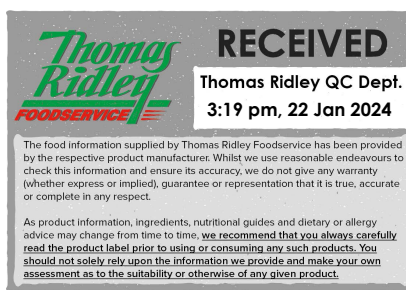 Thomas
Ridley
FOODSERVICE
RECEIVED
Thomas Ridley QC Dept.
3:19 pm, 22 Jan 2024
The food information supplied by Thomas Ridley Foodservice has been provided
by the respective product manufacturer. Whilst we use reasonable endeavours to
check this information and ensure its accuracy, we do not give any warranty
(whether express or implied), guarantee or representation that it is true, accurate
or complete in any respect.
As product information, ingredients, nutritional guides and dietary or allergy
advice may change from time to time, we recommend that you always carefully
read the product label prior to using or consuming any such products. You
should not solely rely upon the information we provide and make your own
assessment as to the suitability or otherwise of any given product.